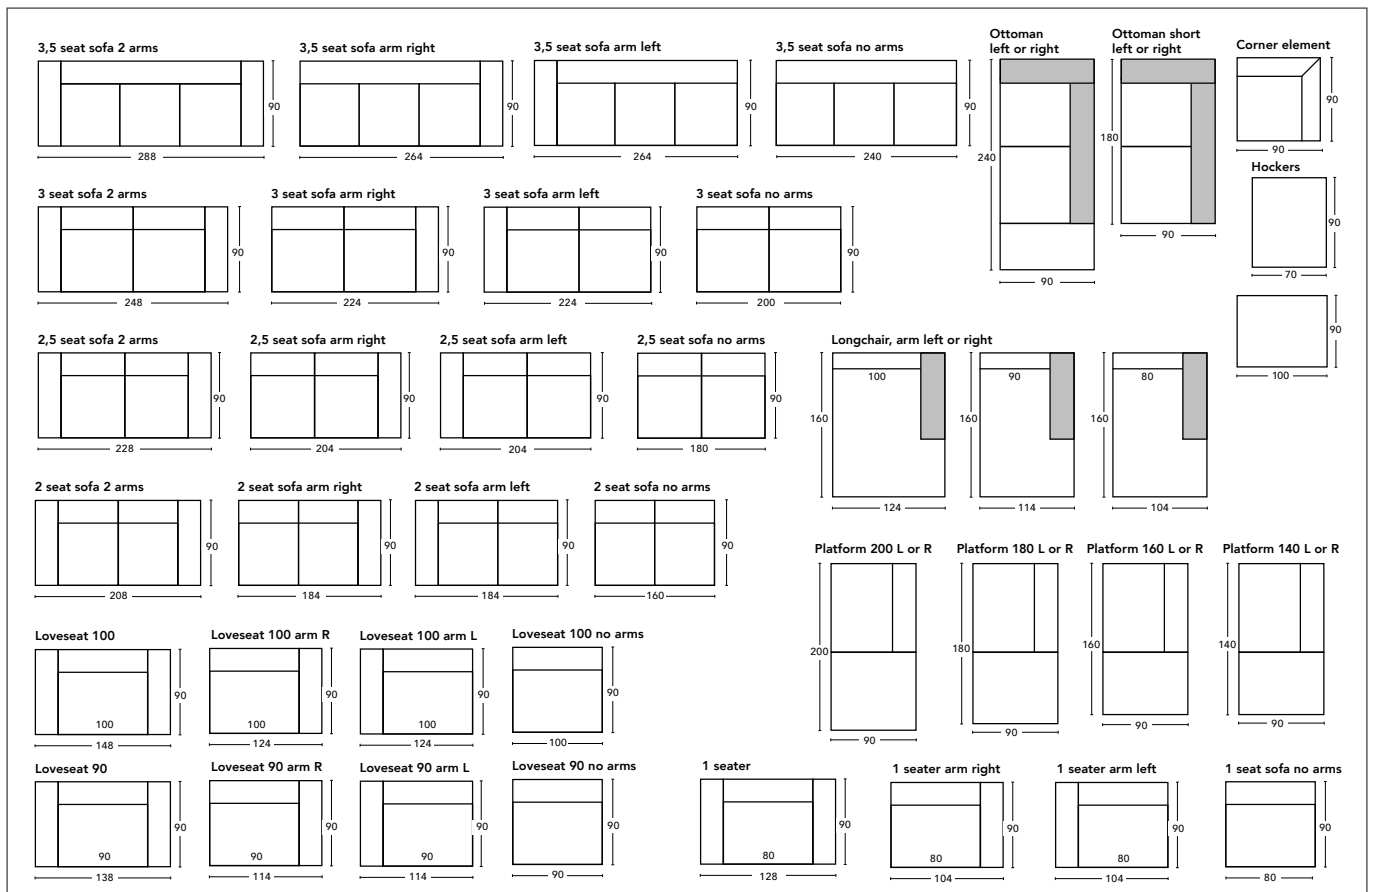 3,5 seat sofa 2 arms
90
288
3,5 seat sofa arm right
90
264
3,5 seat sofa arm left
90
264
3,5 seat sofa no arms
90
240
Ottoman
left or right
240
90
Ottoman short
left or right
180
90
Corner element
90
90
Hockers
90
70
90
100
3 seat sofa 2 arms
90
248
3 seat sofa arm right
90
224
3 seat sofa arm left
90
224
3 seat sofa no arms
90
200
2,5 seat sofa 2 arms
90
228
2,5 seat sofa arm right
90
204
2,5 seat sofa arm left
90
204
2,5 seat sofa no arms
90
180
Longchair, arm left or right
100
160
124
90
160
114
80
160
104
2 seat sofa 2 arms
90
208
2 seat sofa arm right
90
184
2 seat sofa arm left
90
184
2 seat sofa no arms
90
160
Platform 200 L or R
200
90
Platform 180 L or R
180
90
Platform 160 L or R
160
90
Platform 140 L or R
140
90
Loveseat 100
90
100
148
Loveseat 100 arm R
90
100
124
Loveseat 100 arm L
90
100
124
Loveseat 100 no arms
90
100
Loveseat 90
90
90
138
Loveseat 90 arm R
90
90
114
Loveseat 90 arm L
90
90
114
Loveseat 90 no arms
90
90
1 seater
90
80
128
1 seater arm right
90
80
104
1 seater arm left
90
80
104
1 seat sofa no arms
90
80